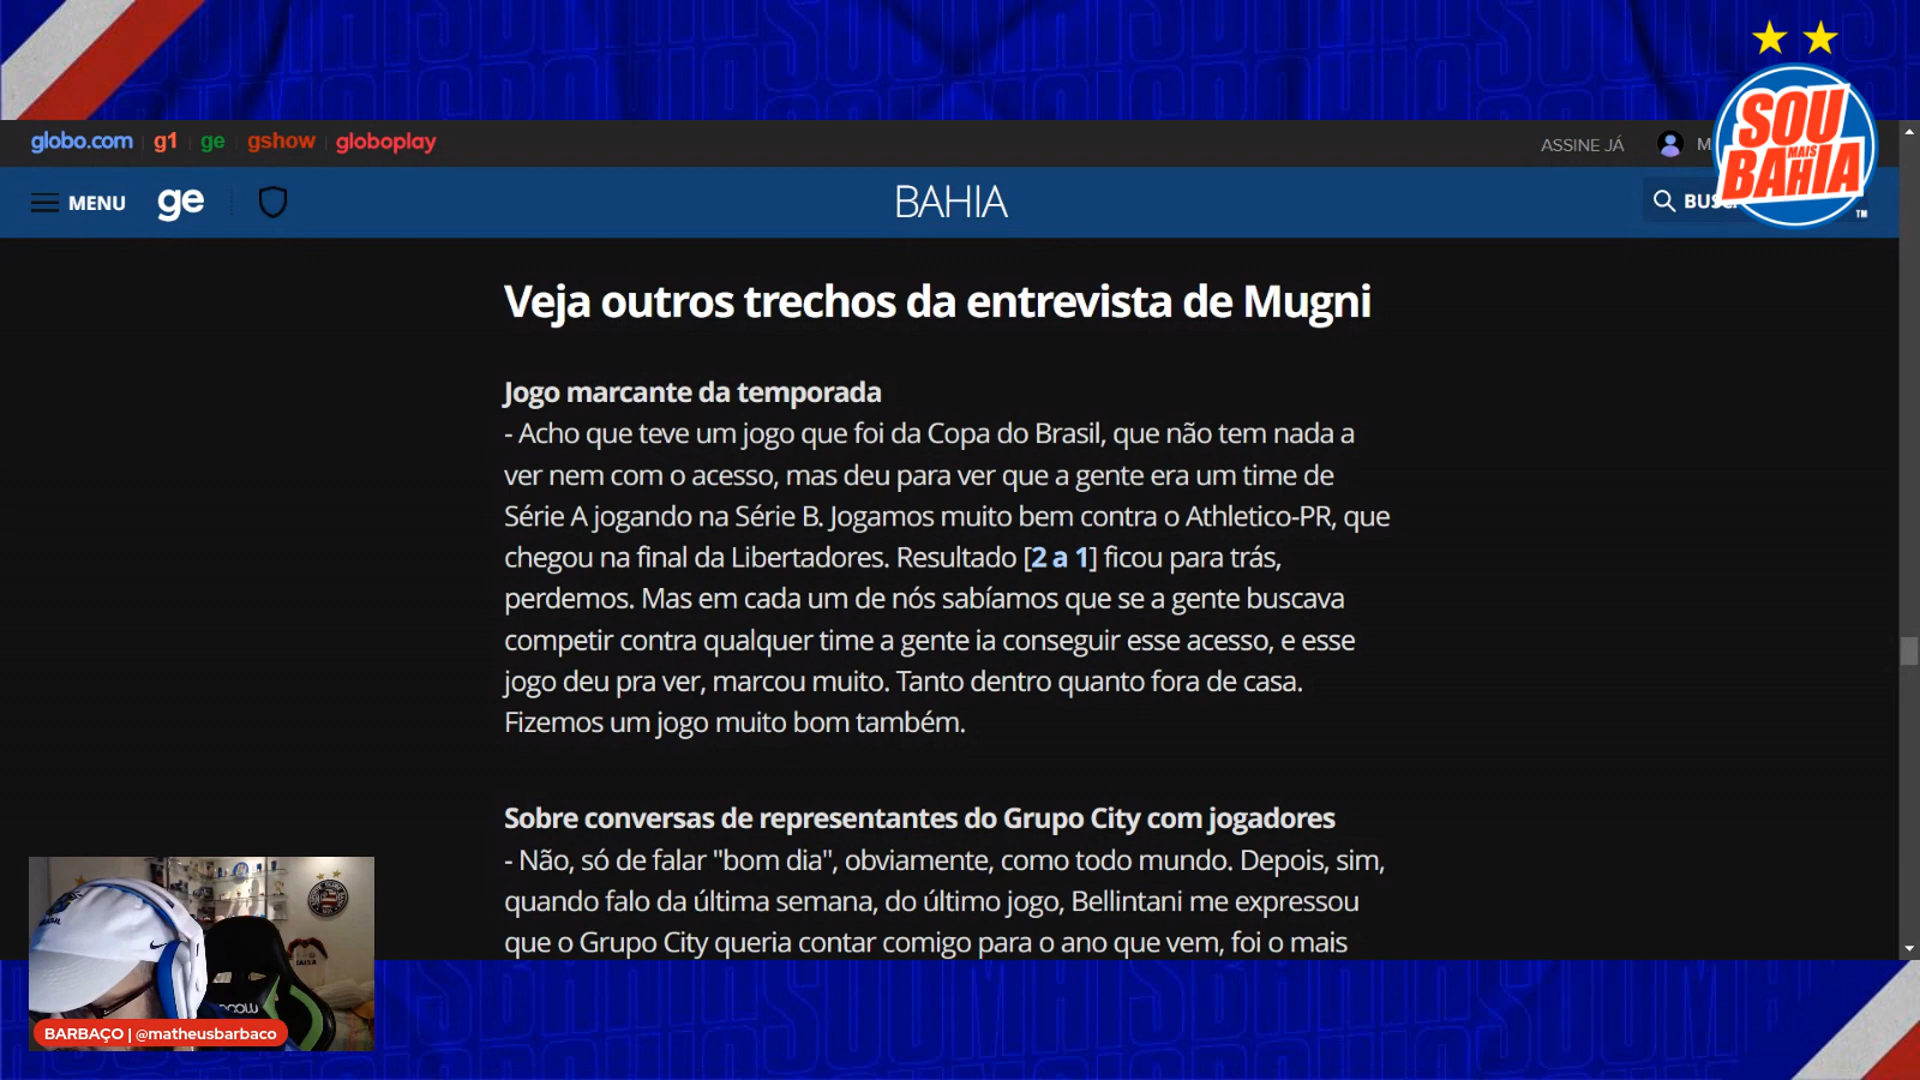 globo.com g1 ge gshow globoplay
ASSINE JÁ
SOU
MAIS
BAHIA
TM
MENU ge
BAHIA
Veja outros trechos da entrevista de Mugni
Jogo marcante da temporada
- Acho que teve um jogo que foi da Copa do Brasil, que não tem nada a
ver nem com o acesso, mas deu para ver que a gente era um time de
Série A jogando na Série B. Jogamos muito bem contra o Athletico-PR, que
chegou na final da Libertadores. Resultado [2 a 1] ficou para trás,
perdemos. Mas em cada um de nós sabíamos que se a gente buscava
competir contra qualquer time a gente ia conseguir esse acesso, e esse
jogo deu pra ver, marcou muito. Tanto dentro quanto fora de casa.
Fizemos um jogo muito bom também.
Sobre conversas de representantes do Grupo City com jogadores
- Não, só de falar "bom dia", obviamente, como todo mundo. Depois, sim,
quando falo da última semana, do último jogo, Bellintani me expressou
que o Grupo City queria contar comigo para o ano que vem, foi o mais
BARBAÇO | @matheusbarbaco